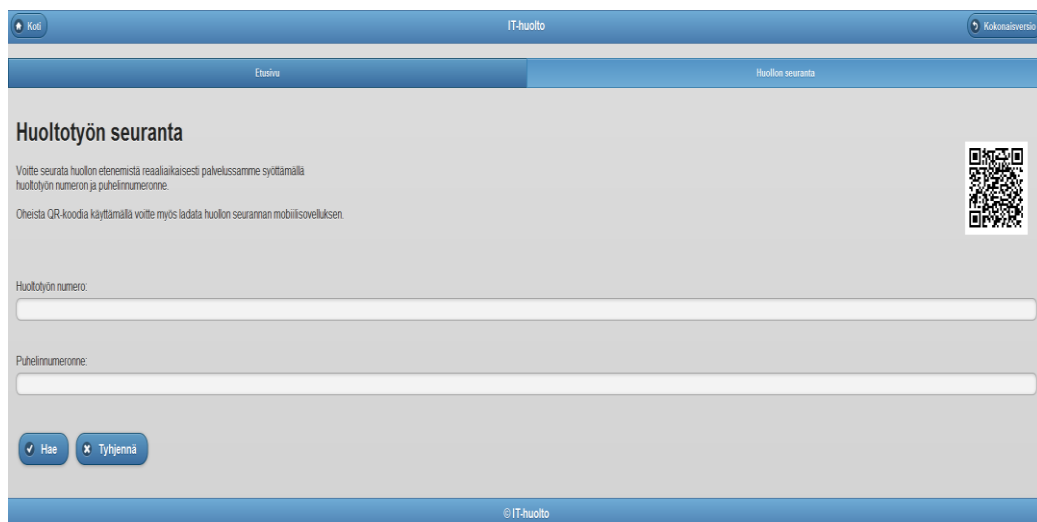 Koti
IT-huolto
Kokonaisversio
Etusivu
Huollon seuranta
Huoltotyön seuranta
Voitte seurata huollon etenemistä reaaliaikaisesti palvelussamme syöttämällä
huoltotyön numeron ja puhelinnumeronne.
Oheista QR-koodia käyttämällä voitte myös ladata huollon seurannan mobiilisovelluksen.
Huoltotyön numero:
Puhelinnumeronne:
Hae
Tyhjennä
© IT-huolto